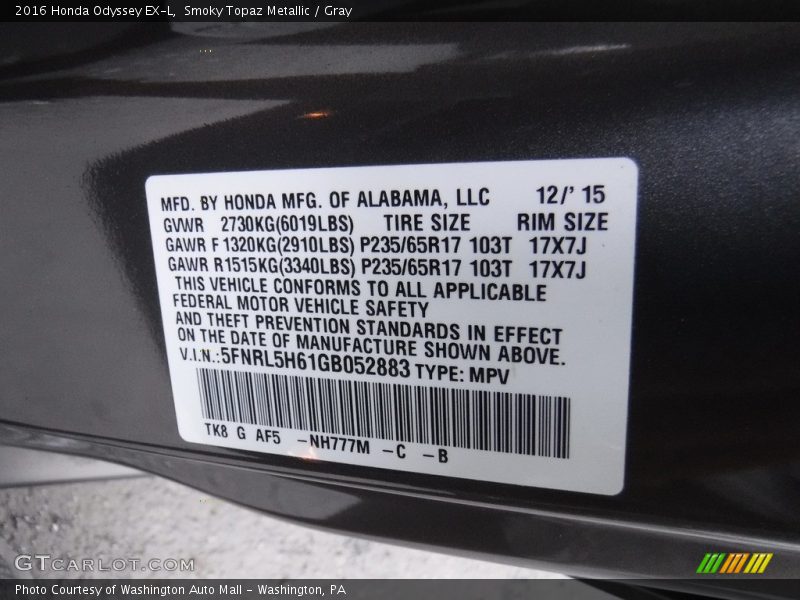 2016 Honda Odyssey EX-L, Smoky Topaz Metallic / Gray
MFD. BY HONDA MFG. OF ALABAMA, LLC 12/' 15
GVWR 2730KG(6019LBS) TIRE SIZE RIM SIZE
GAWR F 1320KG(2910LBS) P235/65R17 103T 17X7J
GAWR R1515KG(3340LBS) P235/65R17 103T 17X7J
THIS VEHICLE CONFORMS TO ALL APPLICABLE
FEDERAL MOTOR VEHICLE SAFETY
AND THEFT PREVENTION STANDARDS IN EFFECT
ON THE DATE OF MANUFACTURE SHOWN ABOVE.
V.I.N.:5FNRL5H61GB052883 TYPE: MPV
TK8 G AF5 -NH777M -C -B
GTCARLOT.COM
Photo Courtesy of Washington Auto Mall - Washington, PA